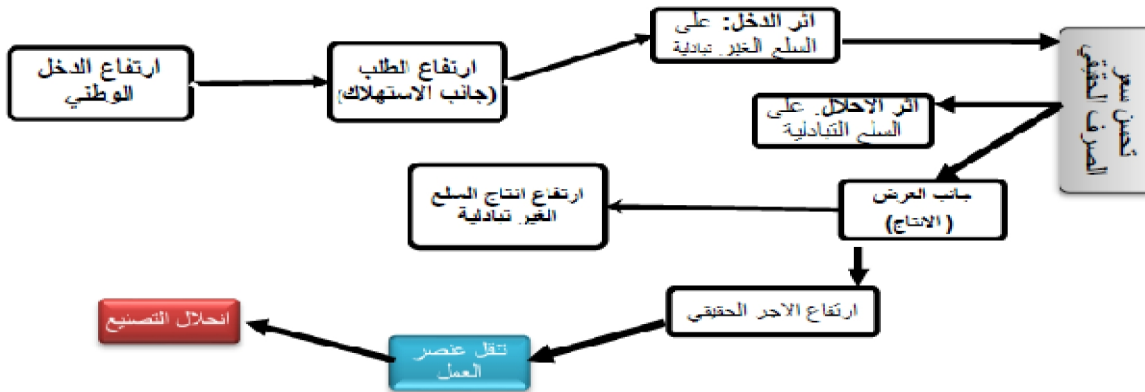 ارتفاع الدخل
الوطني
ارتفاع الطلب
(جانب الاستهلاك)
اثر الدخل: على
السلع الغير تبادلية
تحسن سعر
الصرف الحقيقي
اثر الاحلال. على
السلع التبادلية
جانب العرض
( الانتاج)
ارتفاع انتاج السلع
الغير تبادلية
ارتفاع الاجر الحقيقي
تنقل عنصر
العمل
انحلال التصنيع